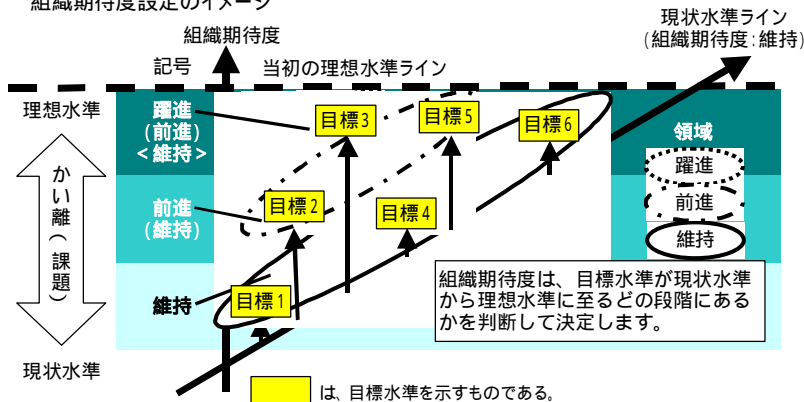 組織期待度設定のイメージ
現状水準ライン
(組織期待度:維持)
組織期待度
記号
当初の理想水準ライン
理想水準
躍進
(前進)
<維持>
目標3
目標5
目標6
領域
躍進
前進
維持
かい離(課題)
前進
(維持)
目標2
目標4
維持
目標1
組織期待度は、目標水準が現状水準
から理想水準に至るどの段階にある
かを判断して決定します。
現状水準
は、目標水準を示すものである。